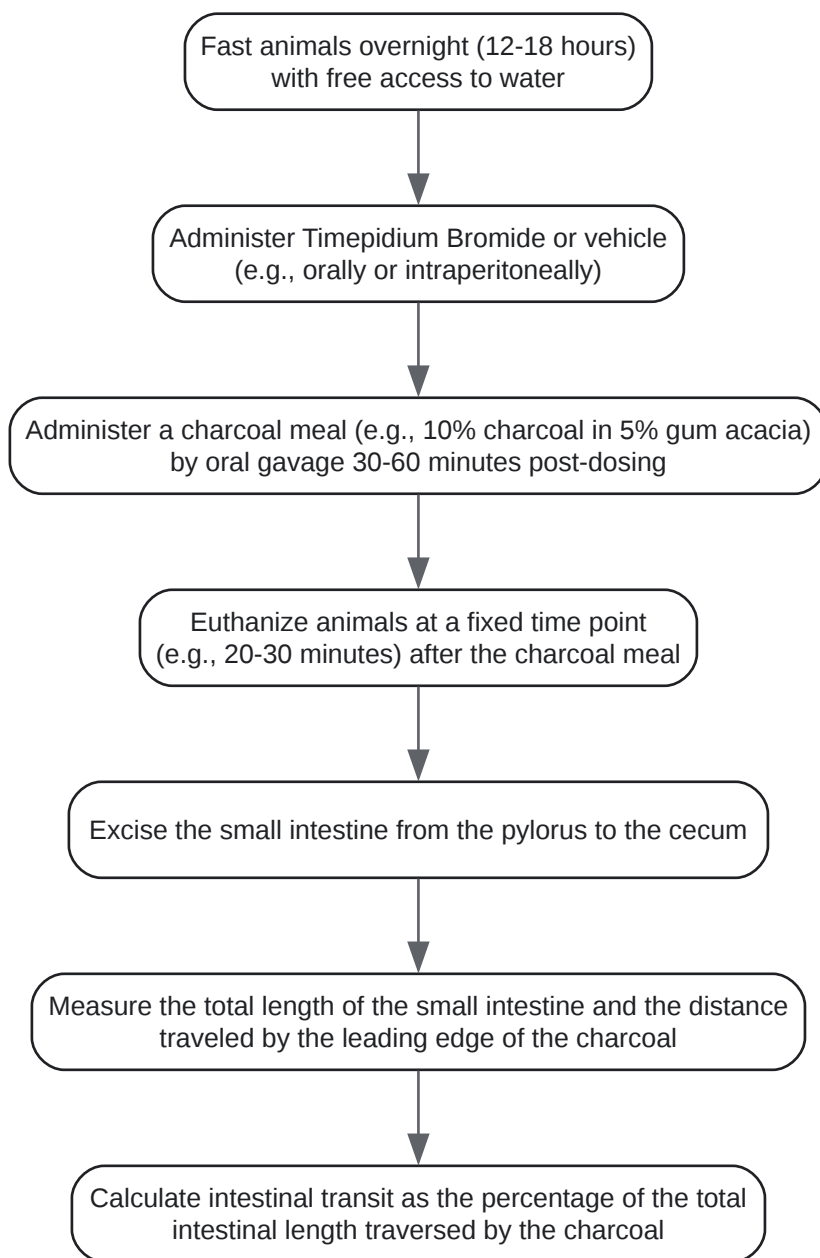 Fast animals overnight (12-18 hours)
with free access to water
Administer Timepidium Bromide or vehicle
(e.g., orally or intraperitoneally)
Administer a charcoal meal (e.g., 10% charcoal in 5% gum acacia)
by oral gavage 30-60 minutes post-dosing
Euthanize animals at a fixed time point
(e.g., 20-30 minutes) after the charcoal meal
Excise the small intestine from the pylorus to the cecum
Measure the total length of the small intestine and the distance
traveled by the leading edge of the charcoal
Calculate intestinal transit as the percentage of the total
intestinal length traversed by the charcoal